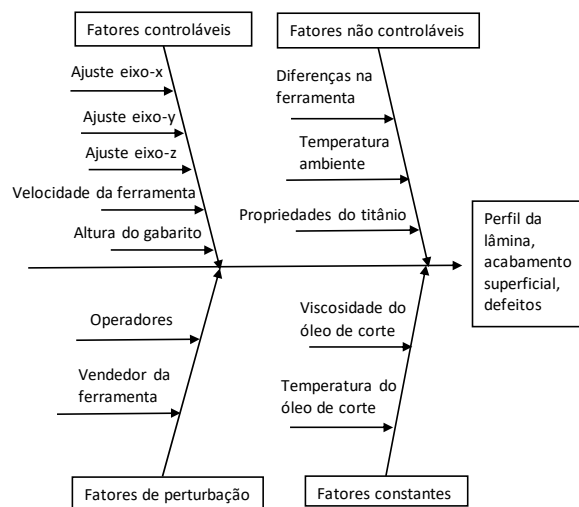 Fatores controláveis
Ajuste eixo-x
Ajuste eixo-y
Ajuste eixo-z
Velocidade da ferramenta
Altura do gabarito
Fatores não controláveis
Diferenças na
ferramenta
Temperatura
ambiente
Propriedades do titânio
Perfil da
lâmina,
acabamento
superficial,
defeitos
Operadores
Vendedor da
ferramenta
Fatores de perturbação
Viscosidade do
óleo de corte
Temperatura do
óleo de corte
Fatores constantes